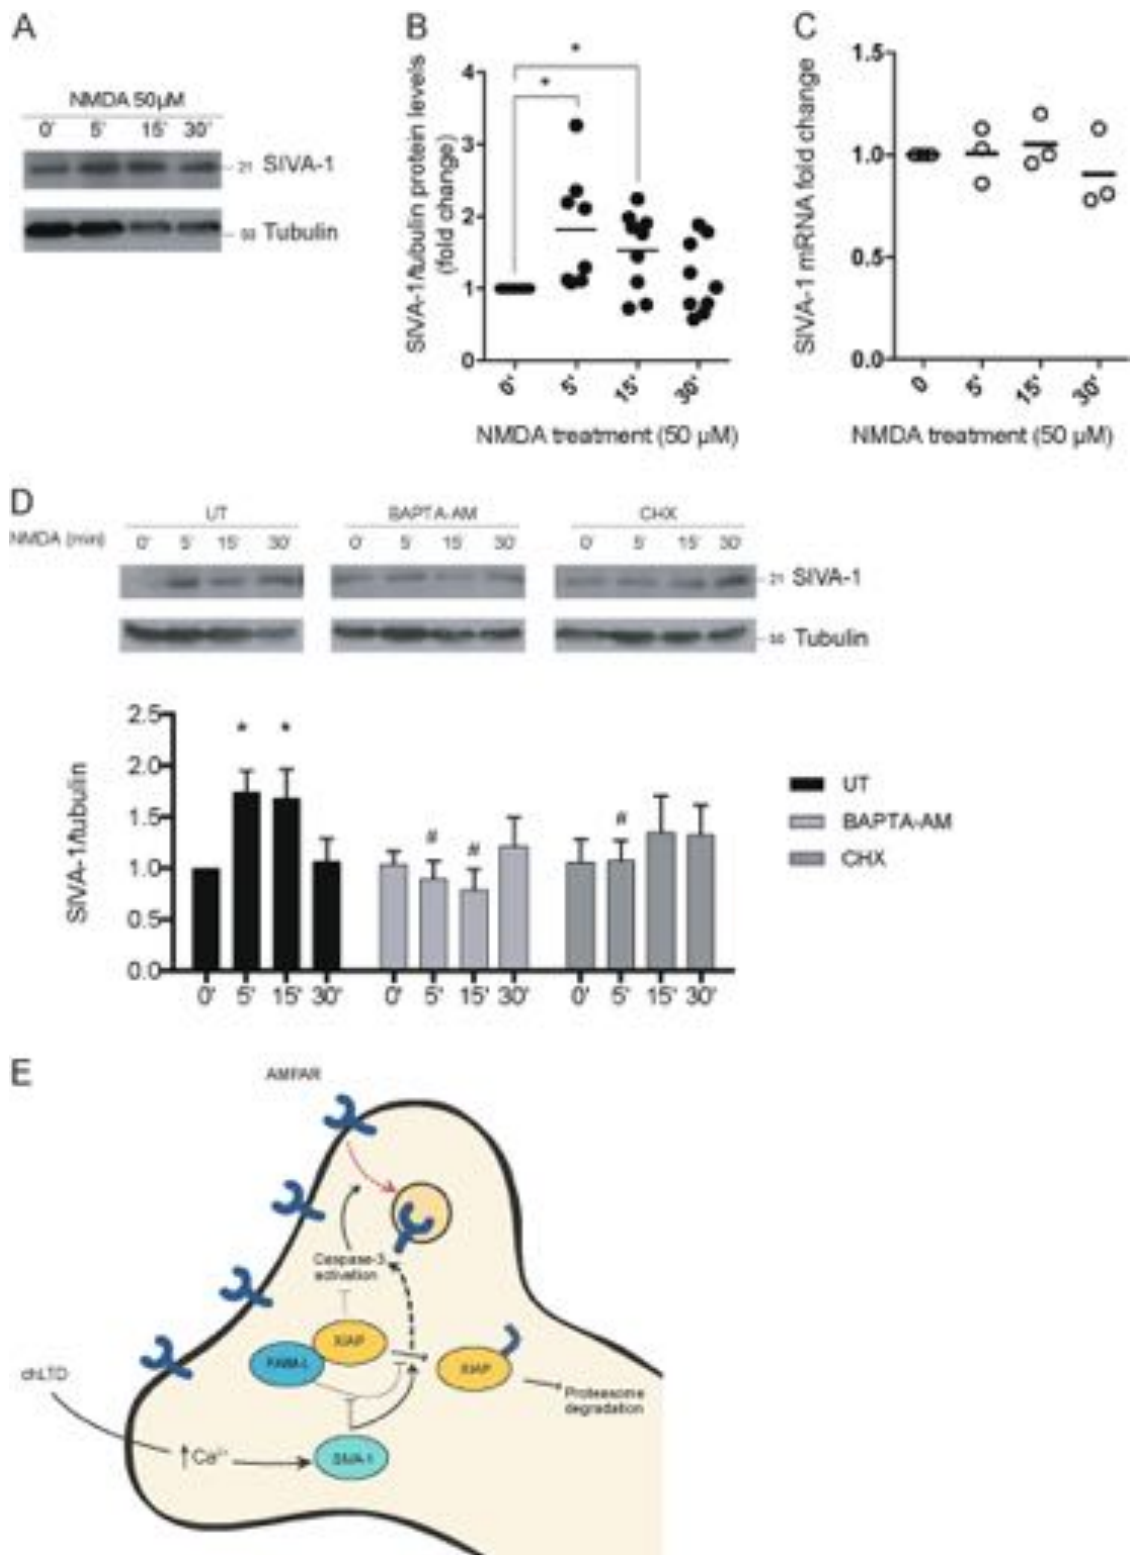 A
NMDA 50µM
0' 5' 15' 30'
21 SIVA-1
50 Tubulin
B
SIVA-1/tubulin protein levels
(fold change)
4
3
2
1
0
* *
0' 5' 15' 30'
NMDA treatment (50 µM)
C
SIVA-1 mRNA fold change
1.5
1.0
0.5
0.0
0 5' 15' 30'
NMDA treatment (50 µM)
D
UT BAPTA-AM CHX
NMDA (min) 0' 5' 15' 30' 0' 5' 15' 30' 0' 5' 15' 30'
21 SIVA-1
50 Tubulin
SIVA-1/tubulin
2.5
2.0
1.5
1.0
0.5
0.0
* * # # #
0' 5' 15' 30' 0' 5' 15' 30' 0' 5' 15' 30'
UT
BAPTA-AM
CHX
E
AMPAR
Caspase-3
activation
XIAP
FAIM-L
XIAP
Proteasome
degradation
chLTD
Ca²⁺
SIVA-1